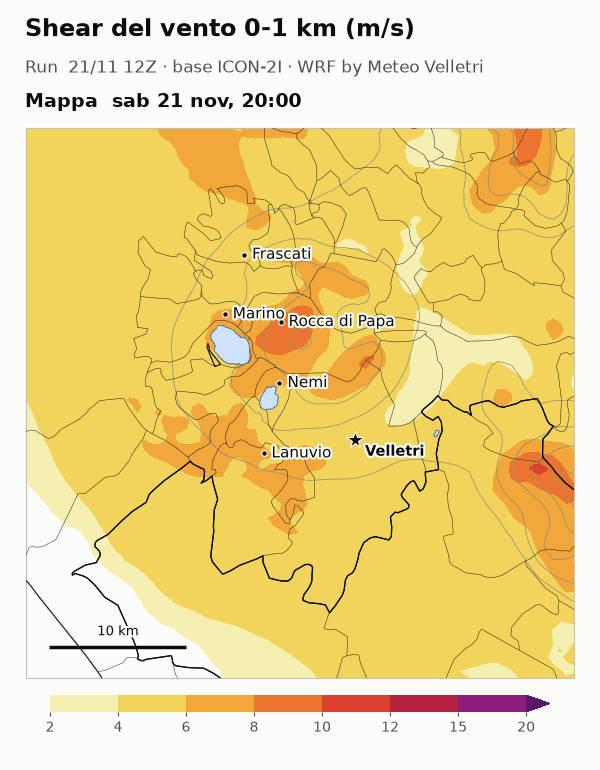 Shear del vento 0-1 km (m/s)
Run  21/11 12Z · base ICON-2I · WRF by Meteo Velletri
Mappa  sab 21 nov, 20:00
Frascati
Marino
Rocca di Papa
Nemi
Velletri
Lanuvio
10 km
2 4 6 8 10 12 15 20